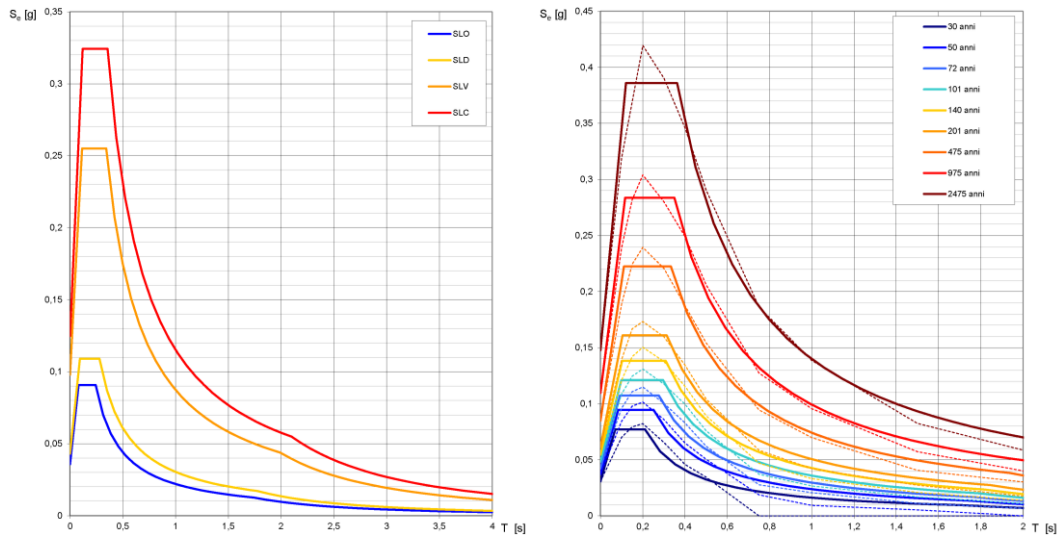 Se [g]
0,35
0,3
0,25
0,2
0,15
0,1
0,05
0
0
0,5
1
1,5
2
2,5
3
3,5
4
T [s]
SLO
SLD
SLV
SLC
Se [g]
0,45
0,4
0,35
0,3
0,25
0,2
0,15
0,1
0,05
0
0
0,2
0,4
0,6
0,8
1
1,2
1,4
1,6
1,8
2
T [s]
30 anni
50 anni
72 anni
101 anni
140 anni
201 anni
475 anni
975 anni
2475 anni